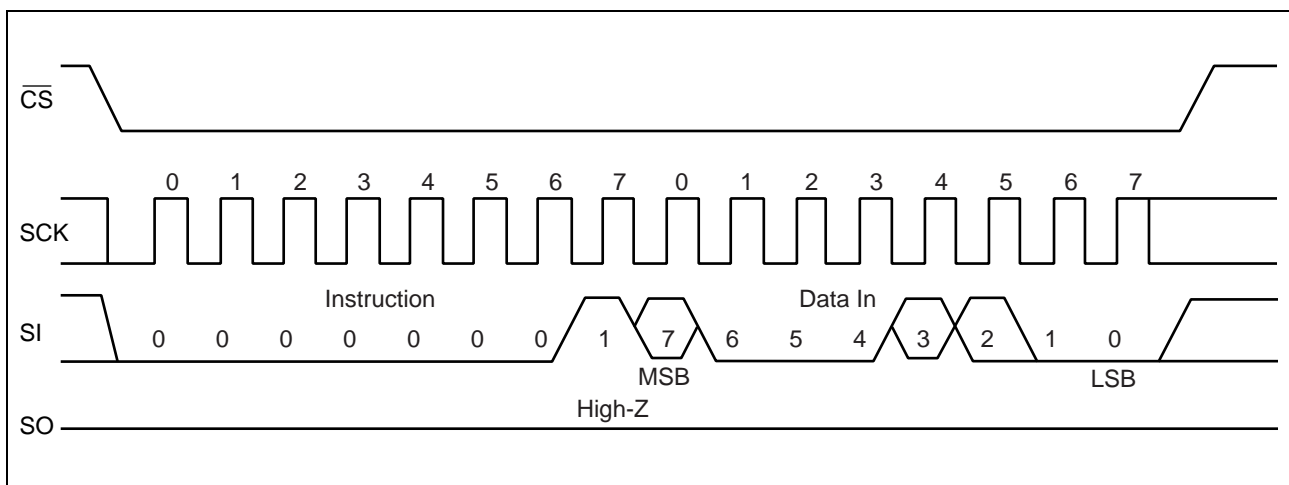 CS
0 1 2 3 4 5 6 7 0 1 2 3 4 5 6 7
SCK
Instruction Data In
SI 0 0 0 0 0 0 0 1 7 6 5 4 3 2 1 0
MSB LSB
High-Z
SO